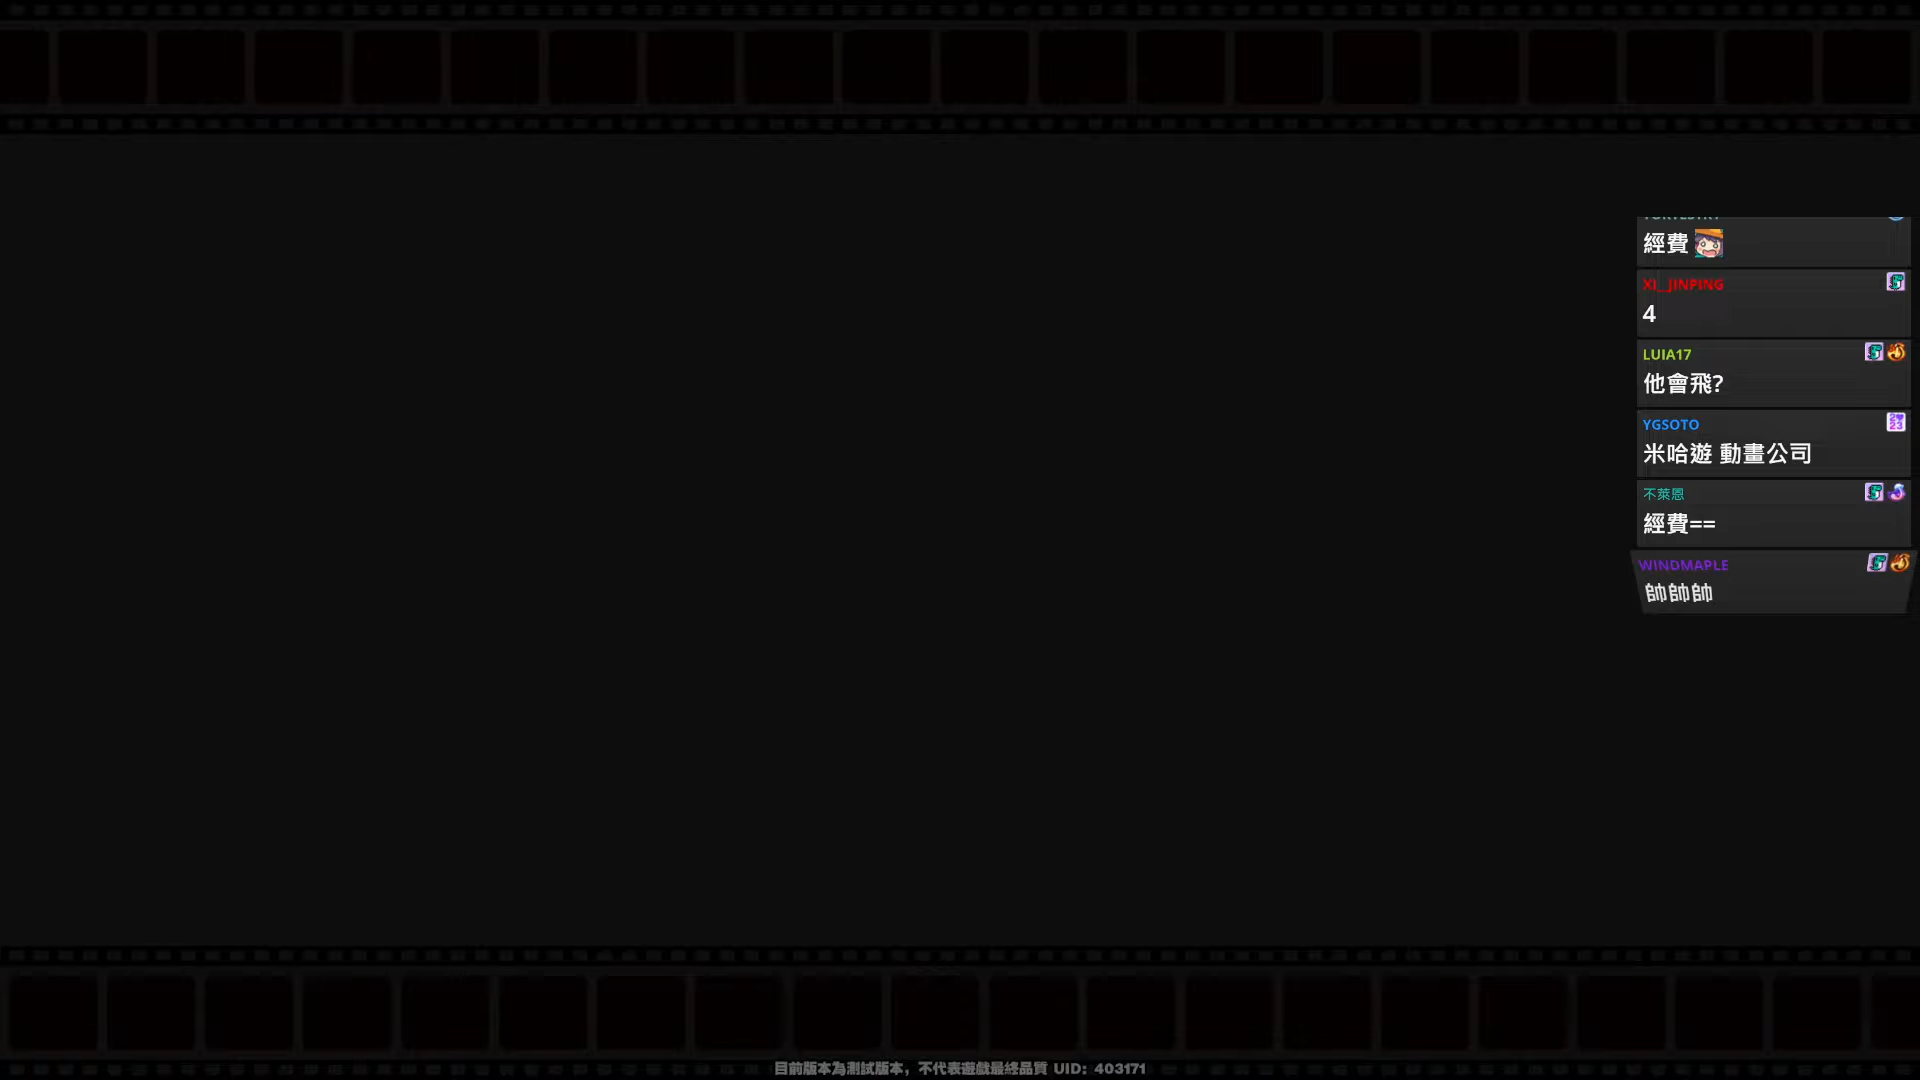 經費
XI_JINPING
4
LUIA17
他會飛?
YGSOTO
米哈遊 動畫公司
不萊恩
經費==
WINDMAPLE
帥帥帥
目前版本為測試版本，不代表遊戲最終品質 UID: 403171